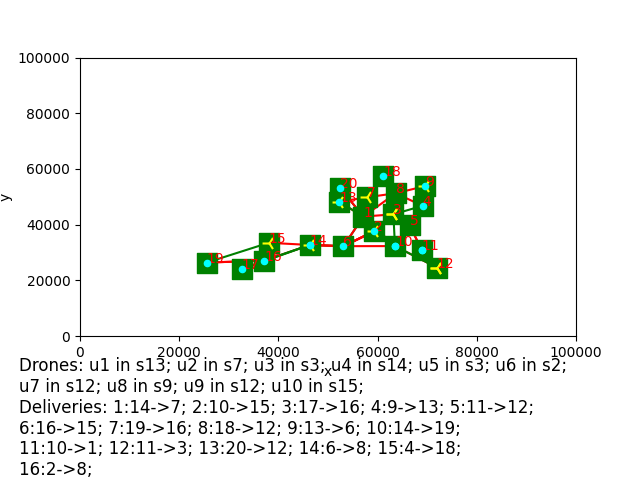 100000
80000
60000
40000
20000
0
y
0 20000 40000 60000 80000 100000
x
Drones: u1 in s13; u2 in s7; u3 in s3; u4 in s14; u5 in s3; u6 in s2;
u7 in s12; u8 in s9; u9 in s12; u10 in s15;
Deliveries: 1:14->7; 2:10->15; 3:17->16; 4:9->13; 5:11->12;
6:16->15; 7:19->16; 8:18->12; 9:13->6; 10:14->19;
11:10->1; 12:11->3; 13:20->12; 14:6->8; 15:4->18;
16:2->8;